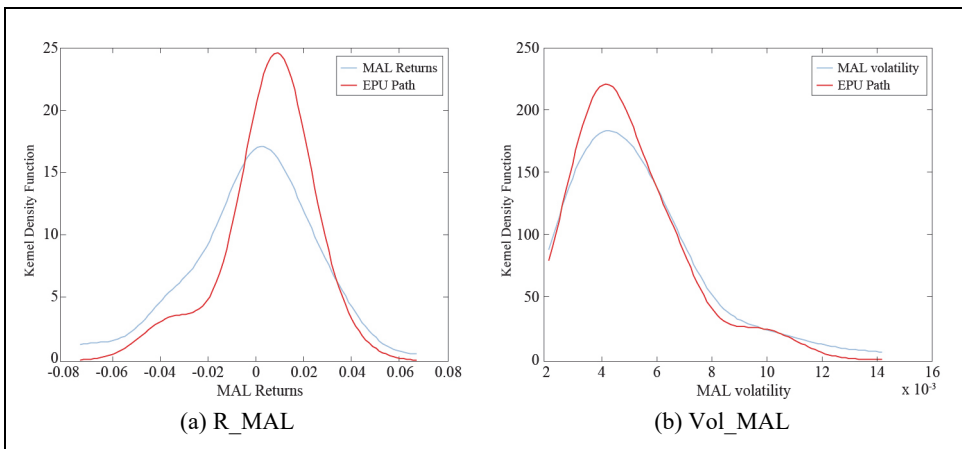 25
20
15
10
5
0
Kernel Density Function
MAL Returns
EPU Path
-0.08 -0.06 -0.04 -0.02 0 0.02 0.04 0.06 0.08
MAL Returns
(a) R_MAL
250
200
150
100
50
0
Kernel Density Function
MAL volatility
EPU Path
2 4 6 8 10 12 14 16
MAL volatility
x 10-3
(b) Vol_MAL